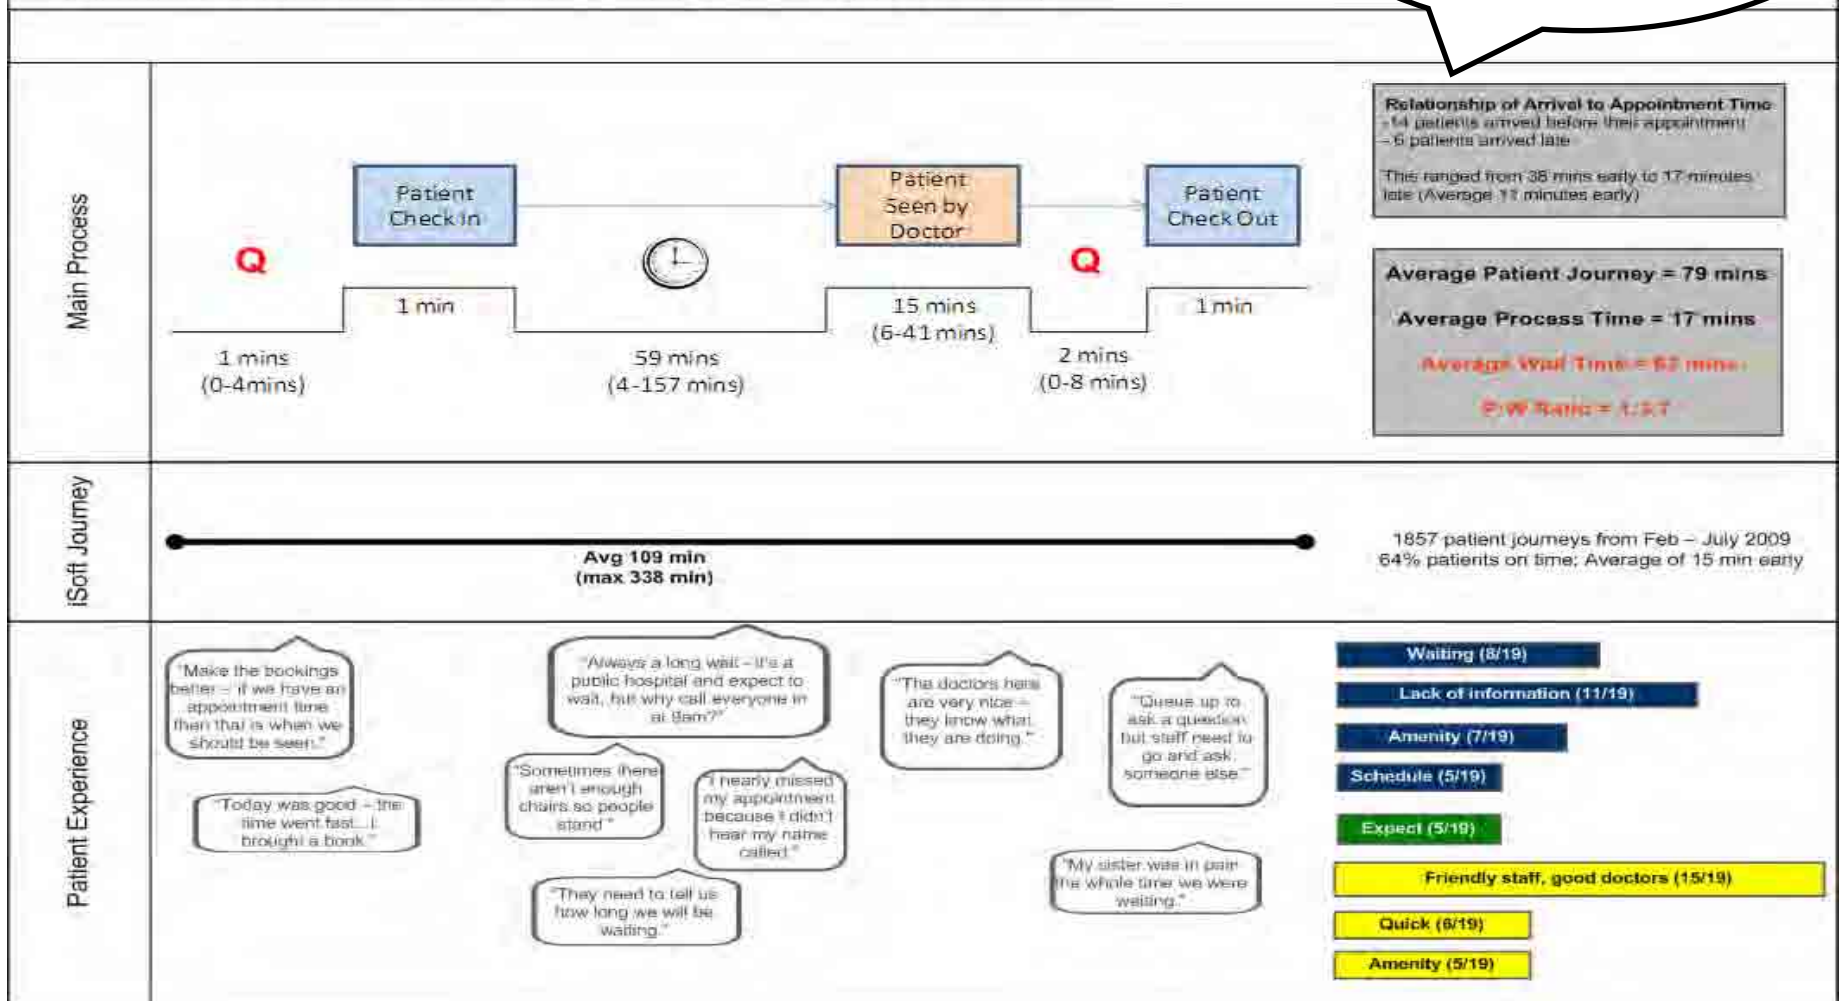 Main Process
Q
Patient
Check In
Patient
Seen by
Doctor
Q
Patient
Check Out
1 mins
(0-4mins)
1 min
59 mins
(4-157 mins)
15 mins
(6-41 mins)
2 mins
(0-8 mins)
1 min
Relationship of Arrival to Appointment Time
-14 patients arrived before their appointment
– 5 patients arrived late
This ranged from 38 mins early to 17 minutes
late (Average 11 minutes early)
Average Patient Journey = 79 mins
Average Process Time = 17 mins
Average Wait Time = 62 mins
P:W Ratio = 1:3.7
iSoft Journey
Avg 109 min
(max 338 min)
1857 patient journeys from Feb – July 2009
64% patients on time; Average of 15 min early
Patient Experience
"Make the bookings
better – if we have an
appointment time
then that is when we
should be seen."
"Today was good – the
time went fast...I
brought a book."
"Always a long wait – it's a
public hospital and expect to
wait, but why call everyone in
at 9am?"
"Sometimes there
aren't enough
chairs so people
stand"
"I nearly missed
my appointment
because I didn't
hear my name
called."
"They need to tell us
how long we will be
waiting."
"The doctors here
are very nice –
they know what
they are doing."
"Queue up to
ask a question
but staff need to
go and ask
someone else."
"My sister was in pain
the whole time we were
waiting."
Waiting (8/19)
Lack of information (11/19)
Amenity (7/19)
Schedule (5/19)
Expect (5/19)
Friendly staff, good doctors (15/19)
Quick (6/19)
Amenity (5/19)